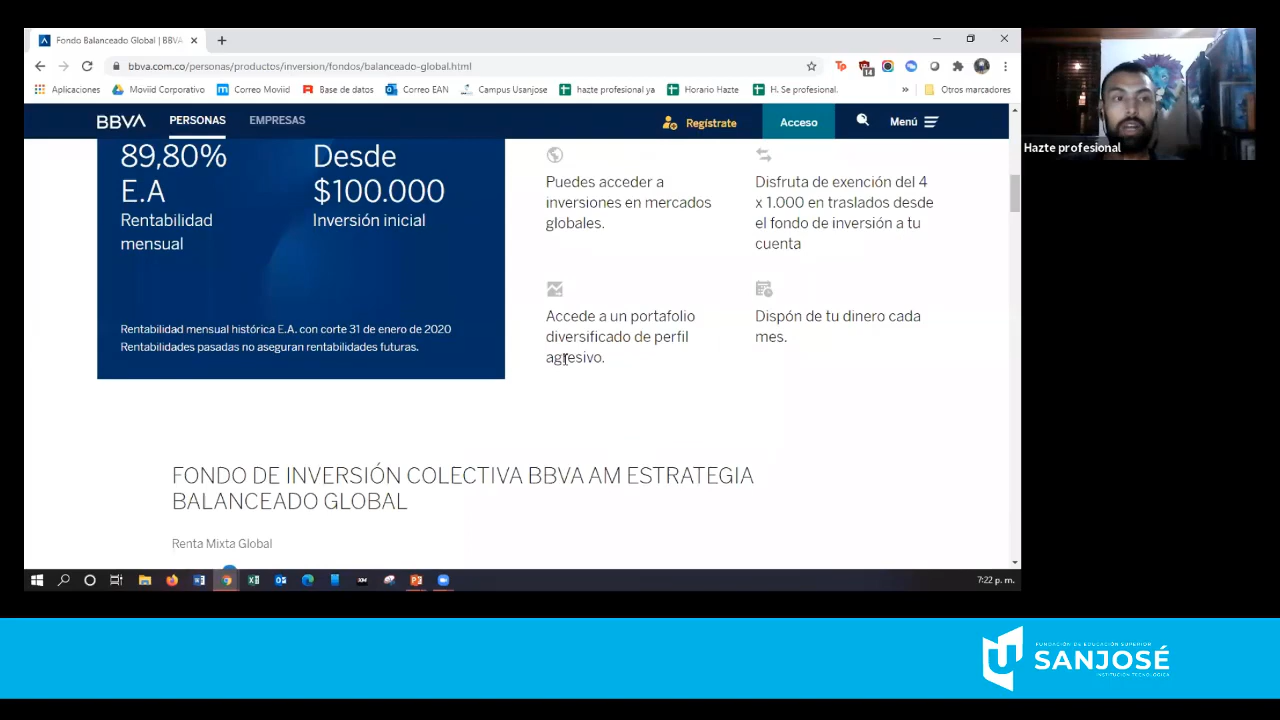 Fondo Balanceado Global | BBVA
bbva.com.co/personas/productos/inversion/fondos/balanceado-global.html
Aplicaciones
Moviid Corporativo
Correo Moviid
Base de datos
Correo EAN
Campus Usanjose
hazte profesional ya
Horario Hazte
H. Se profesional.
»
Otros marcadores
BBVA
PERSONAS
EMPRESAS
Regístrate
Acceso
Menú
89,80%
E.A
Rentabilidad
mensual
Desde
$100.000
Inversión inicial
Rentabilidad mensual histórica E.A. con corte 31 de enero de 2020
Rentabilidades pasadas no aseguran rentabilidades futuras.
Puedes acceder a
inversiones en mercados
globales.
Disfruta de exención del 4
x 1.000 en traslados desde
el fondo de inversión a tu
cuenta
Accede a un portafolio
diversificado de perfil
agresivo.
Dispón de tu dinero cada
mes.
FONDO DE INVERSIÓN COLECTIVA BBVA AM ESTRATEGIA
BALANCEADO GLOBAL
Renta Mixta Global
7:22 p. m.
Hazte profesional
FUNDACIÓN DE EDUCACIÓN SUPERIOR
SANJOSÉ
INSTITUCIÓN TECNOLÓGICA